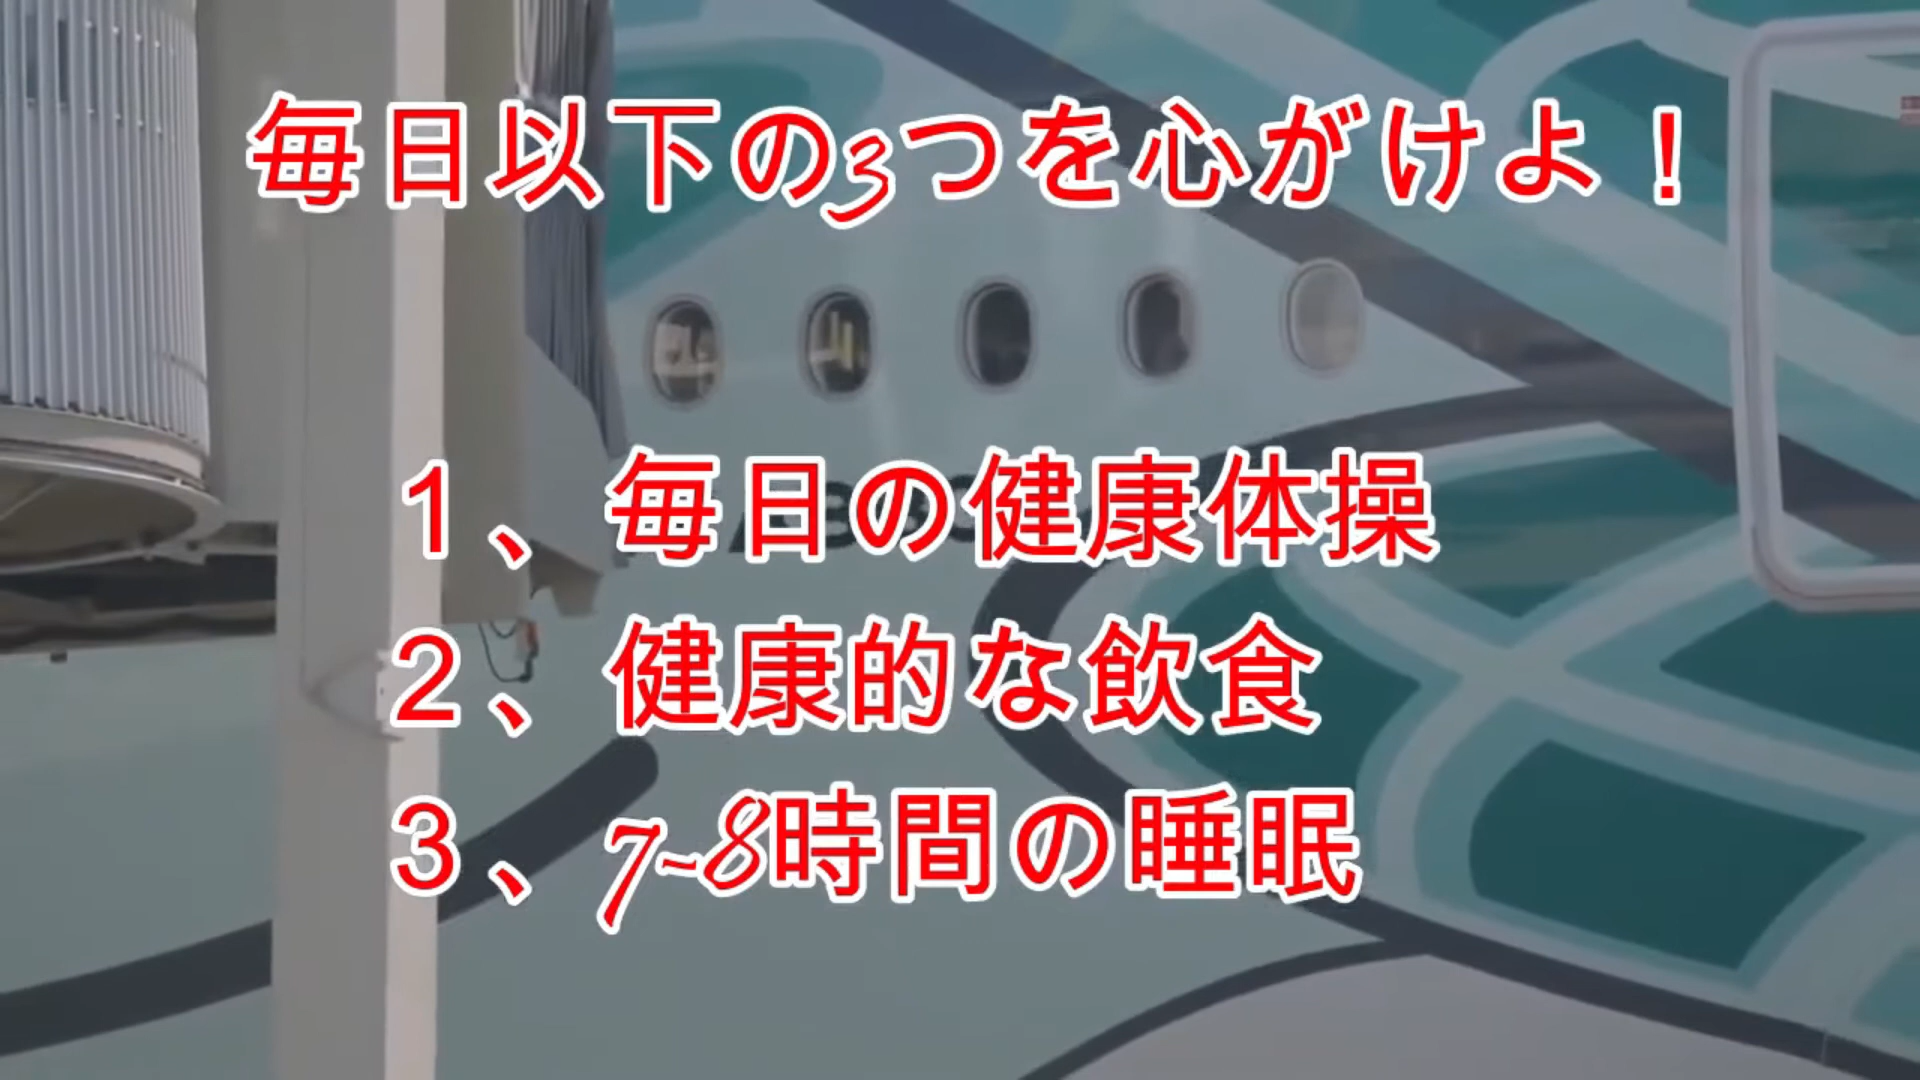 毎日以下の3つを心がけよ！
1、毎日の健康体操
2、健康的な飲食
3、7-8時間の睡眠